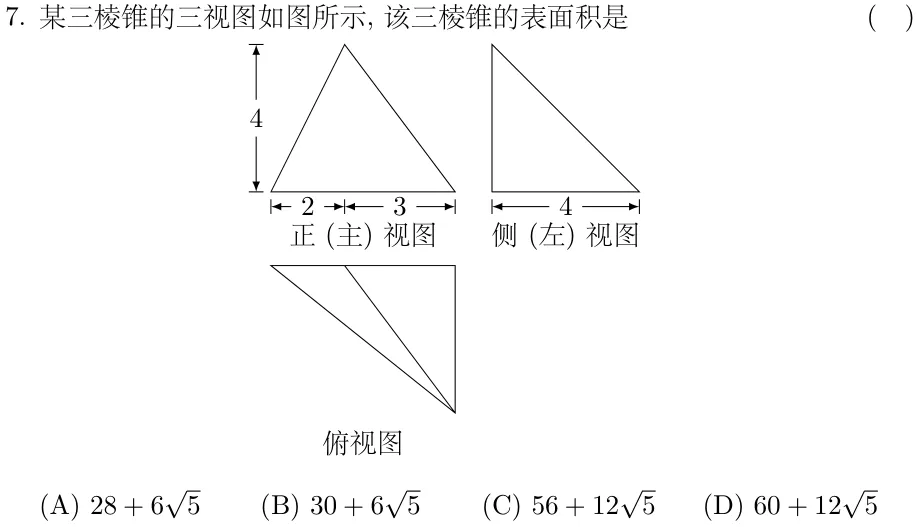 7. 某三棱锥的三视图如图所示, 该三棱锥的表面积是 ( )
4
2 3 4
正 (主) 视图 侧 (左) 视图
俯视图
(A) 28 + 6√5 (B) 30 + 6√5 (C) 56 + 12√5 (D) 60 + 12√5